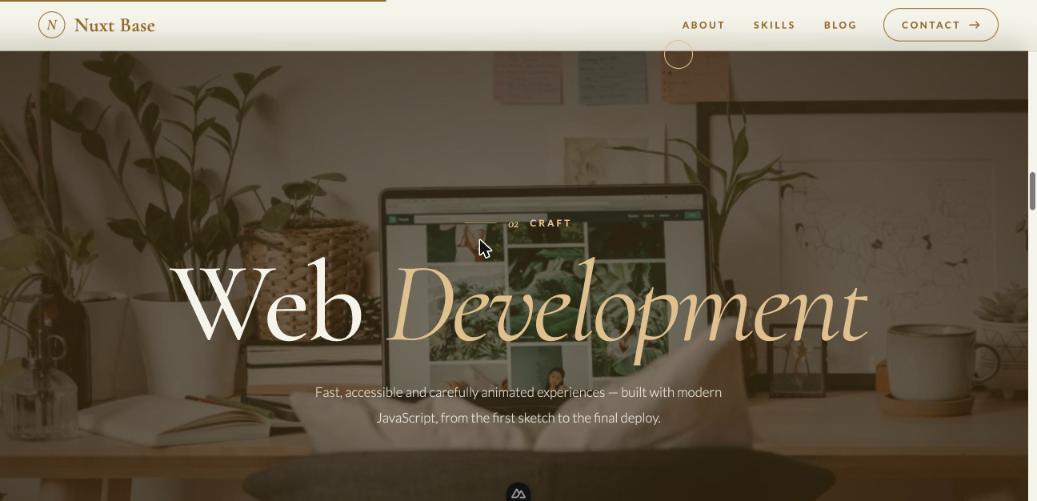 N Nuxt Base
ABOUT SKILLS BLOG CONTACT →
02 CRAFT
Web Development
Fast, accessible and carefully animated experiences — built with modern
JavaScript, from the first sketch to the final deploy.